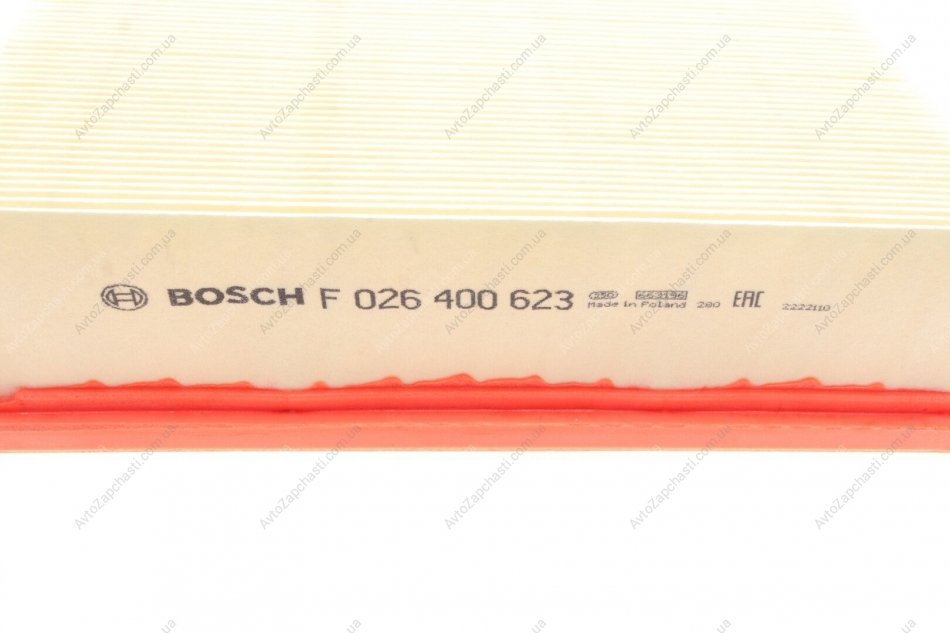 BOSCH F 026 400 623
Made in Poland 280 EAC 2222110
AvtoZapchasti.com.ua